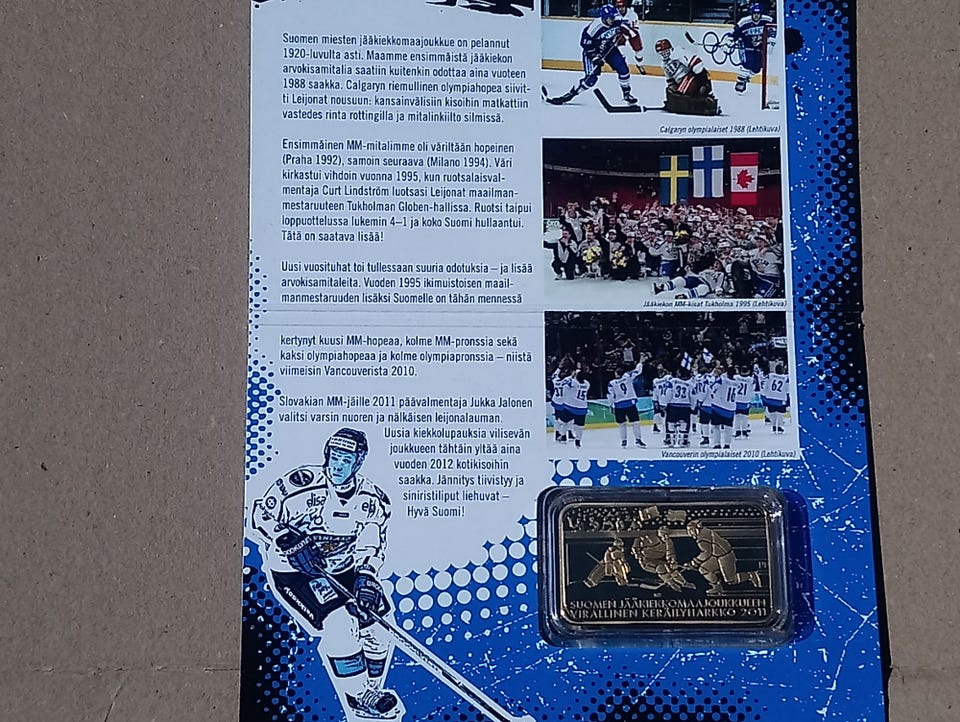 Suomen miesten jääkiekkomaajoukkue on pelannut
1920-luvulta asti. Maamme ensimmäistä jääkiekon
arvokisamitalia saatiin kuitenkin odottaa aina vuoteen
1988 saakka. Calgaryn riemullinen olympiahopea siivit-
ti Leijonat nousuun: kansainvälisiin kisoihin matkattiin
vastedes rinta rottingilla ja mitalinkiilto silmissä.
Ensimmäinen MM-mitalimme oli väriltään hopeinen
(Praha 1992), samoin seuraava (Milano 1994). Väri
kirkastui vihdoin vuonna 1995, kun ruotsalaisval-
mentaja Curt Lindström luotsasi Leijonat maailman-
mestaruuteen Tukholman Globen-hallissa. Ruotsi taipui
loppuottelussa lukemin 4–1 ja koko Suomi hullaantui.
Tätä on saatava lisää!
Uusi vuosituhat toi tullessaan suuria odotuksia – ja lisää
arvokisamitaleita. Vuoden 1995 ikimuistoisen maail-
manmestaruuden lisäksi Suomelle on tähän mennessä
kertynyt kuusi MM-hopeaa, kolme MM-pronssia sekä
kaksi olympiahopeaa ja kolme olympiapronssia – niistä
viimeisin Vancouverista 2010.
Slovakian MM-jäille 2011 päävalmentaja Jukka Jalonen
valitsi varsin nuoren ja nälkäisen leijonalauman.
Uusia kiekkolupauksia vilisevän
joukkueen tähtäin yltää aina
vuoden 2012 kotikisoihin
saakka. Jännitys tiivistyy ja
siniristiliput liehuvat –
Hyvä Suomi!
Calgaryn olympialaiset 1988 (Lehtikuva)
Jääkiekon MM-kisat Tukholma 1995 (Lehtikuva)
15
9
32
16
21
62
Vancouverin olympialaiset 2010 (Lehtikuva)
elisa
SUOMEN JÄÄKIEKKOMAAJOUKKUEEN
VIRALLINEN KERÄILYHARKKO 2011